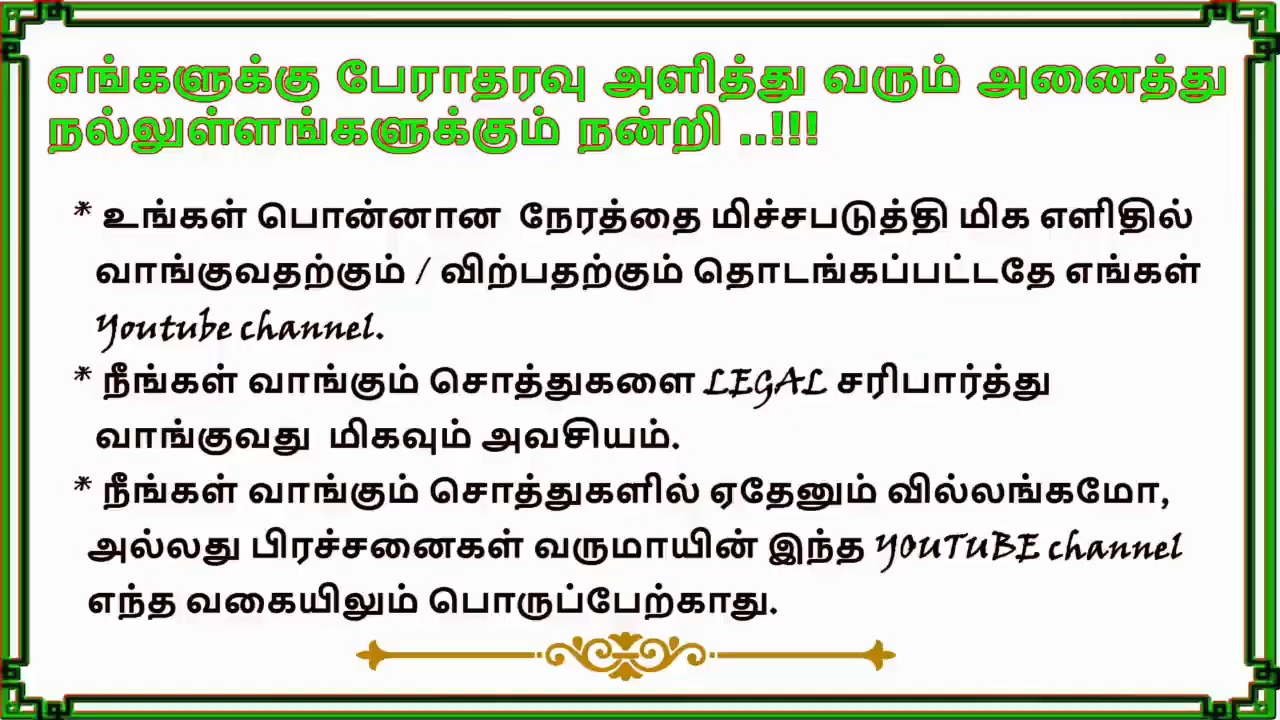 எங்களுக்கு பேராதரவு அளித்து வரும் அனைத்து
நல்லுள்ளங்களுக்கும் நன்றி ..!!!
* உங்கள் பொன்னான நேரத்தை மிச்சபடுத்தி மிக எளிதில்
வாங்குவதற்கும் / விற்பதற்கும் தொடங்கப்பட்டதே எங்கள்
Youtube channel.
* நீங்கள் வாங்கும் சொத்துகளை LEGAL சரிபார்த்து
வாங்குவது மிகவும் அவசியம்.
* நீங்கள் வாங்கும் சொத்துகளில் ஏதேனும் வில்லங்கமோ,
அல்லது பிரச்சனைகள் வருமாயின் இந்த YOUTUBE channel
எந்த வகையிலும் பொருப்பேற்காது.